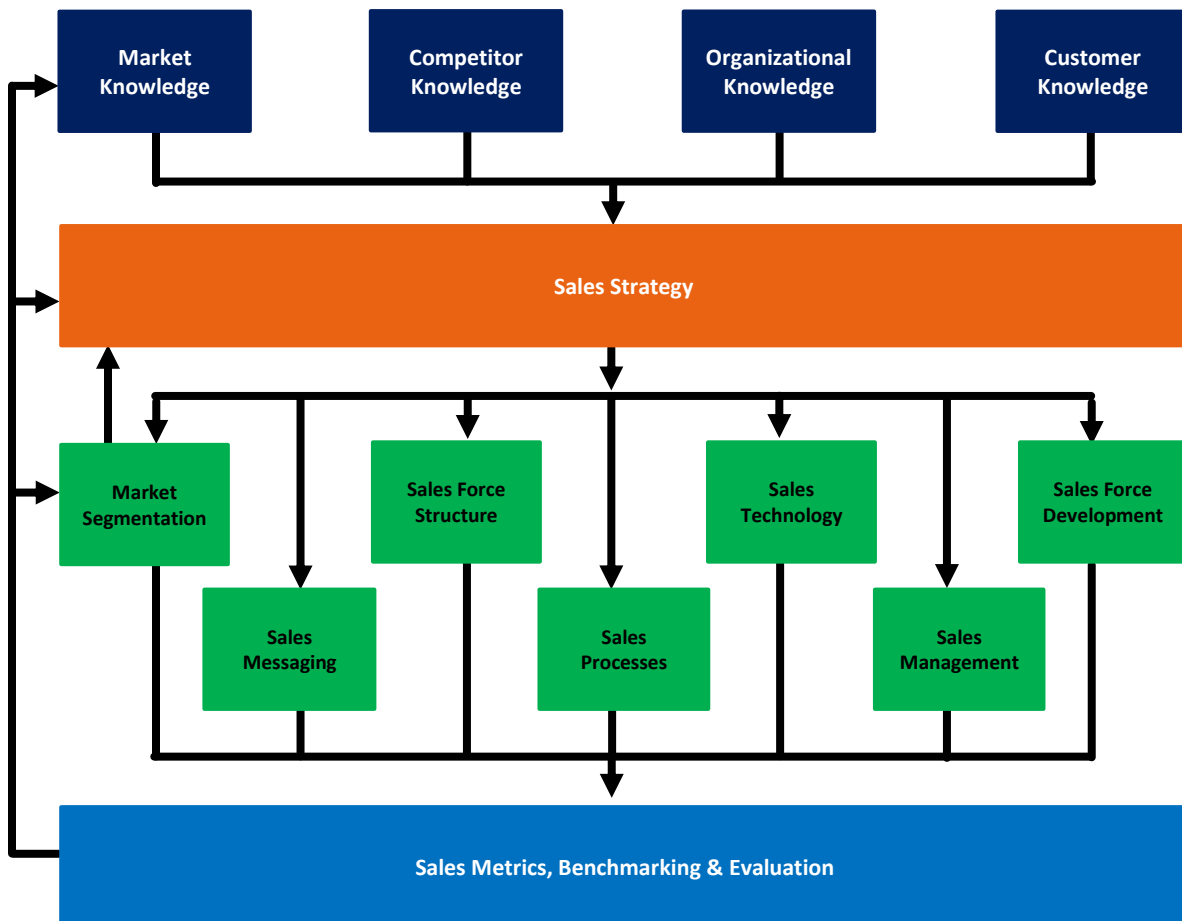 Market
Knowledge
Competitor
Knowledge
Organizational
Knowledge
Customer
Knowledge
Sales Strategy
Market
Segmentation
Sales Force
Structure
Sales
Technology
Sales Force
Development
Sales
Messaging
Sales
Processes
Sales
Management
Sales Metrics, Benchmarking & Evaluation